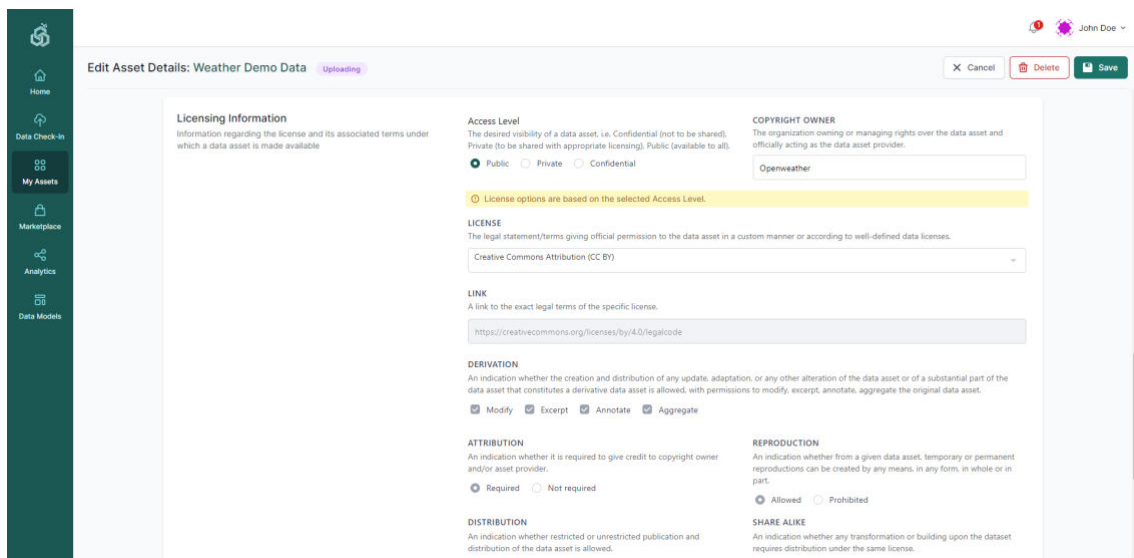 1
John Doe
Edit Asset Details: Weather Demo Data
Uploading
Cancel
Delete
Save
Home
Data Check-in
My Assets
Marketplace
Analytics
Data Models
Licensing Information
Information regarding the license and its associated terms under
which a data asset is made available
Access Level
The desired visibility of a data asset, i.e. Confidential (not to be shared),
Private (to be shared with appropriate licensing), Public (available to all).
Public
Private
Confidential
COPYRIGHT OWNER
The organization owning or managing rights over the data asset and
officially acting as the data asset provider.
Openweather
License options are based on the selected Access Level.
LICENSE
The legal statement/terms giving official permission to the data asset in a custom manner or according to well-defined data licenses.
Creative Commons Attribution (CC BY)
LINK
A link to the exact legal terms of the specific license.
https://creativecommons.org/licenses/by/4.0/legalcode
DERIVATION
An indication whether the creation and distribution of any update, adaptation, or any other alteration of the data asset or of a substantial part of the
data asset that constitutes a derivative data asset is allowed, with permissions to modify, excerpt, annotate, aggregate the original data asset.
Modify
Excerpt
Annotate
Aggregate
ATTRIBUTION
An indication whether it is required to give credit to copyright owner
and/or asset provider.
Required
Not required
REPRODUCTION
An indication whether from a given data asset, temporary or permanent
reproductions can be created by any means, in any form, in whole or in
part.
Allowed
Prohibited
DISTRIBUTION
An indication whether restricted or unrestricted publication and
distribution of the data asset is allowed.
SHARE ALIKE
An indication whether any transformation or building upon the dataset
requires distribution under the same license.